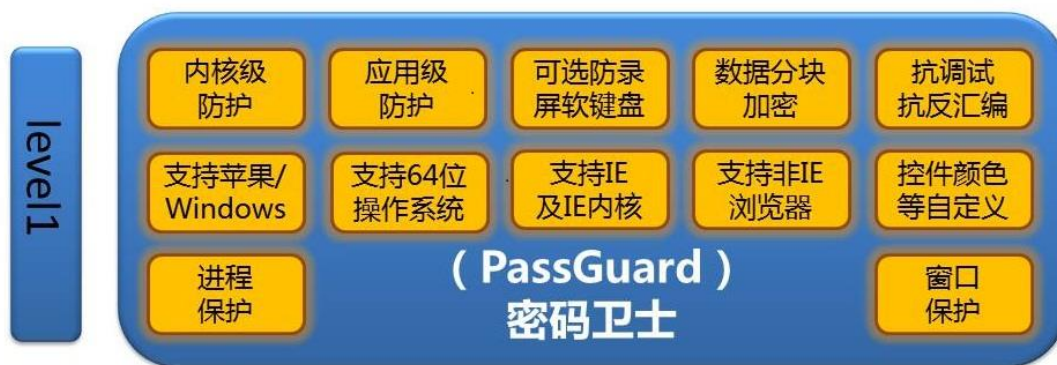 level1
内核级
防护
应用级
防护
可选防录
屏软键盘
数据分块
加密
抗调试
抗反汇编
支持苹果/
Windows
支持64位
操作系统
支持IE
及IE内核
支持非IE
浏览器
控件颜色
等自定义
进程
保护
（PassGuard）
密码卫士
窗口
保护